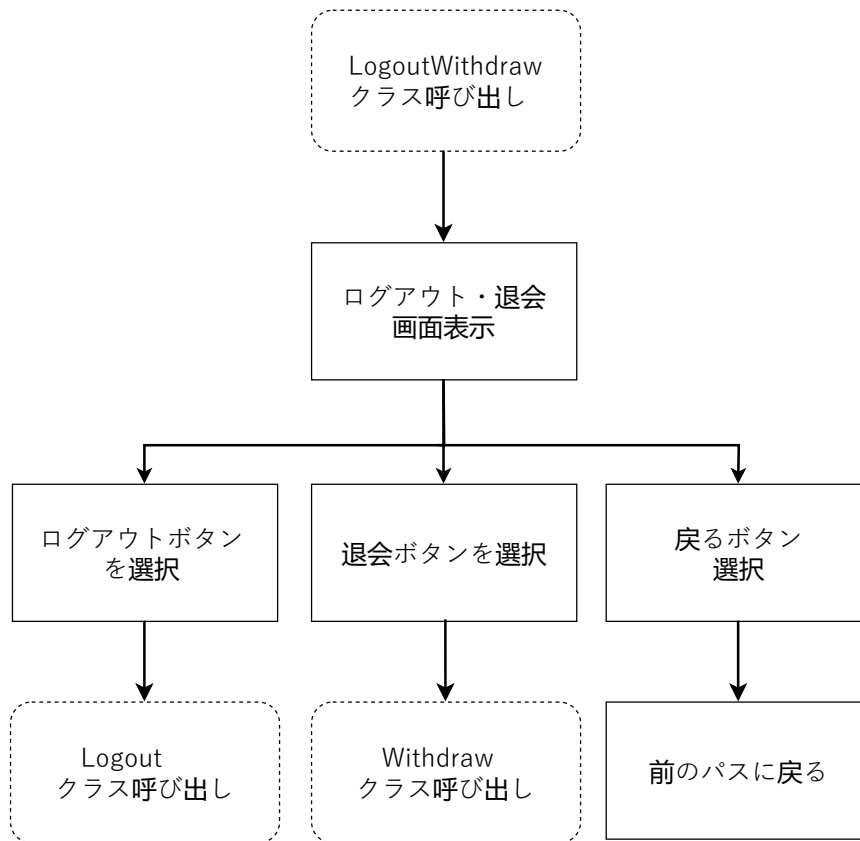 LogoutWithdraw
クラス呼び出し
ログアウト・退会
画面表示
ログアウトボタン
を選択
退会ボタンを選択
戻るボタン
選択
Logout
クラス呼び出し
Withdraw
クラス呼び出し
前のパスに戻る